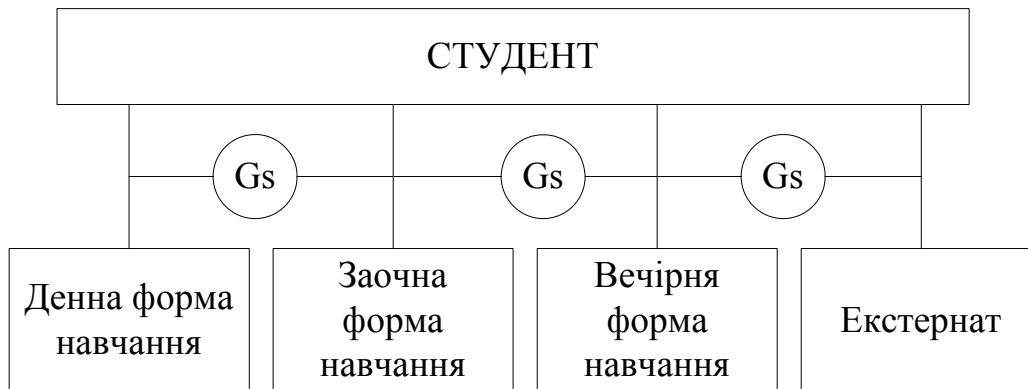 СТУДЕНТ
Gs
Gs
Gs
Денна форма
навчання
Заочна
форма
навчання
Вечірня
форма
навчання
Екстернат